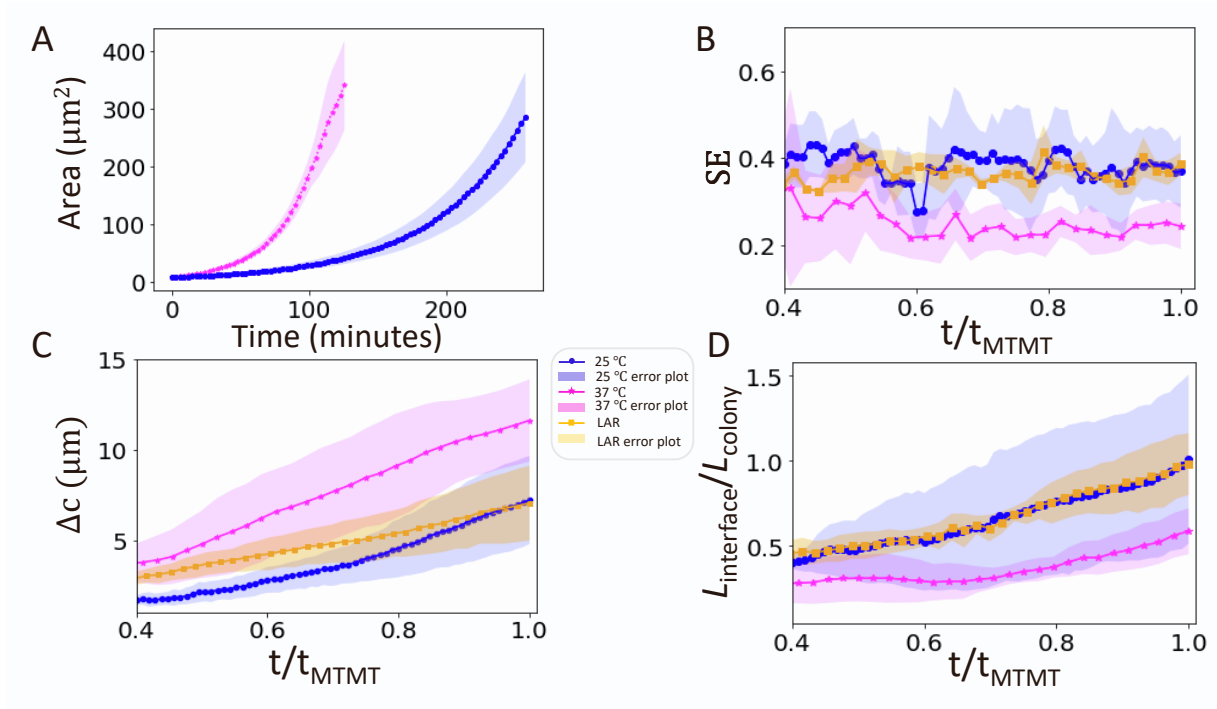 A
Area (μm²)
400
300
200
100
0
0
100
200
Time (minutes)
B
SE
0.6
0.4
0.2
0.4
0.6
0.8
1.0
t/tMTMT
C
Δc (μm)
15
10
5
0.4
0.6
0.8
1.0
t/tMTMT
25 °C
25 °C error plot
37 °C
37 °C error plot
LAR
LAR error plot
D
Linterface/Lcolony
1.5
1.0
0.5
0.4
0.6
0.8
1.0
t/tMTMT